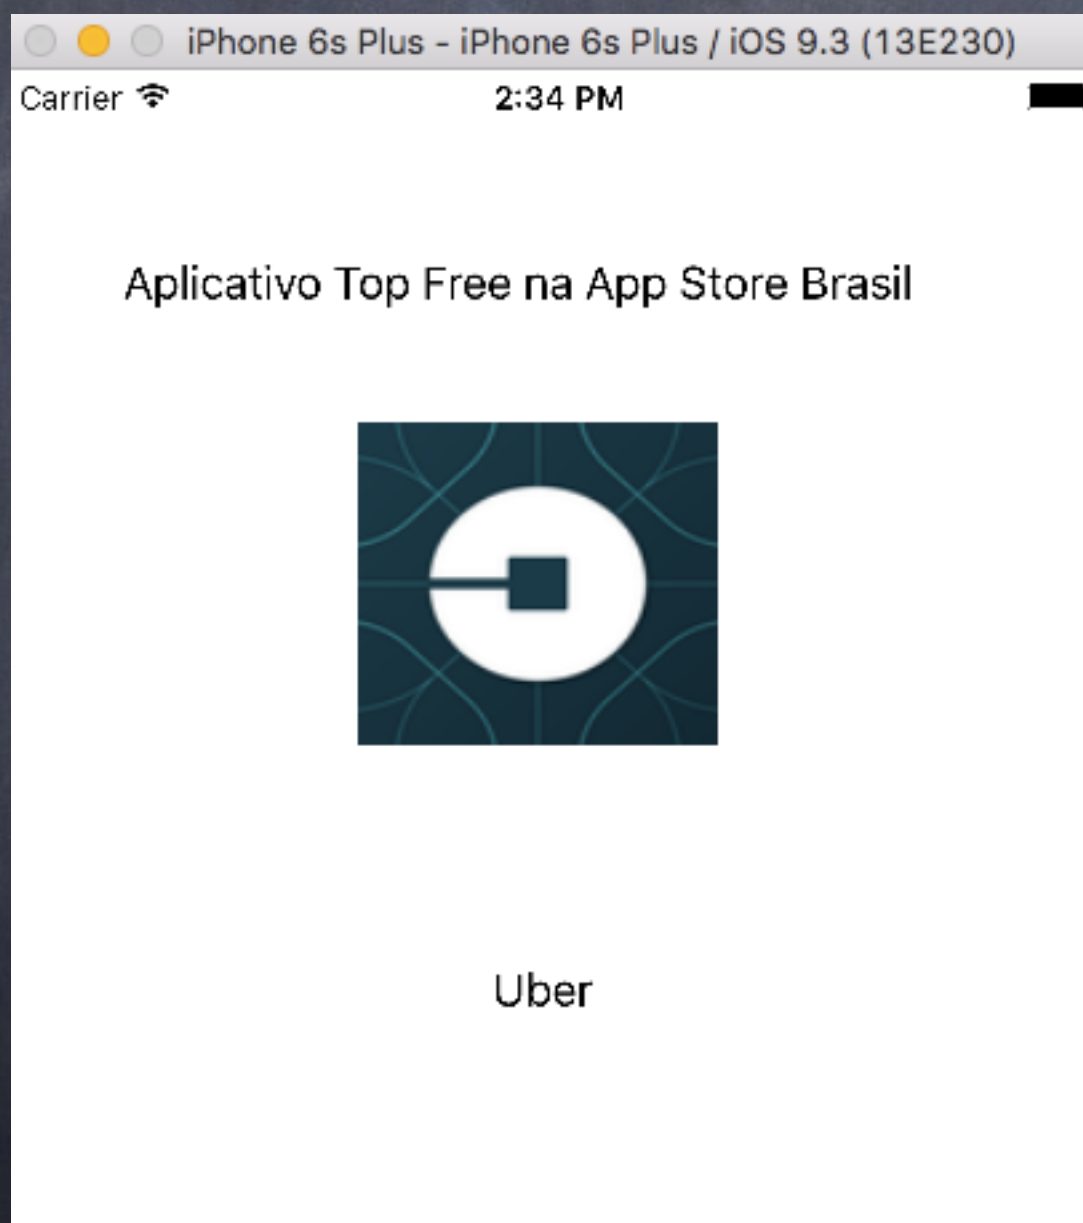 iPhone 6s Plus - iPhone 6s Plus / iOS 9.3 (13E230)
Carrier 2:34 PM
Aplicativo Top Free na App Store Brasil
Uber